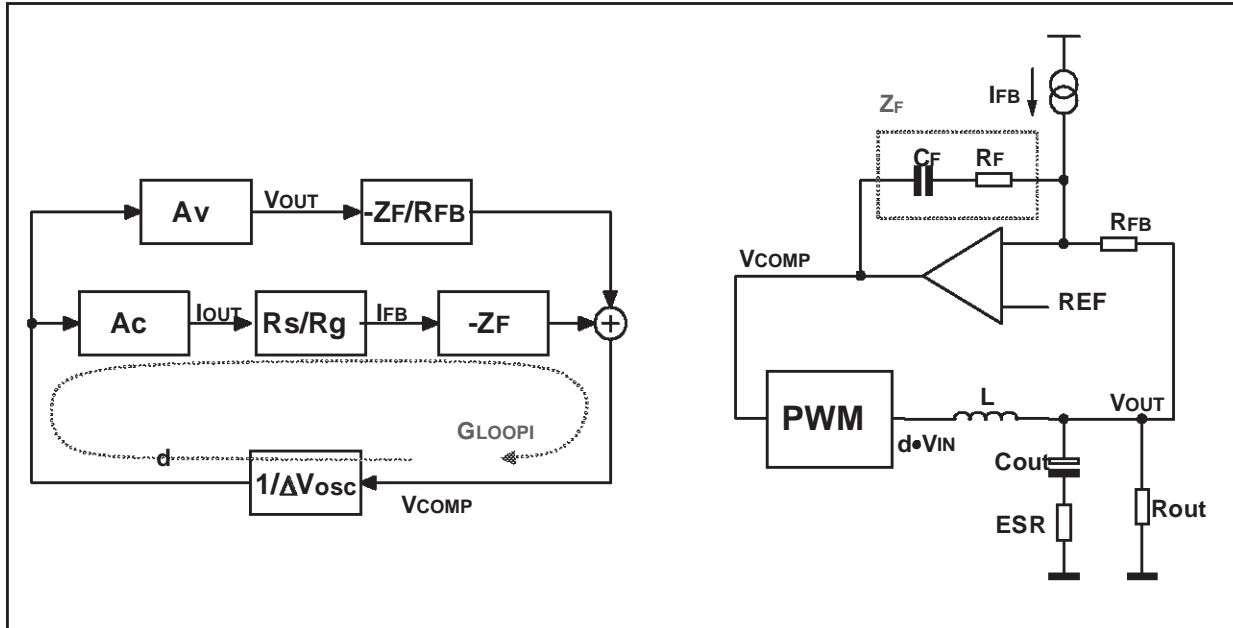 Av
VOUT
-ZF/RFB
Ac
IOUT
Rs/Rg
IFB
-ZF
+
GLOOPI
d
1/ΔVosc
VCOMP
IFB
ZF
CF
RF
RFB
VCOMP
REF
PWM
L
VOUT
d•VIN
Cout
ESR
Rout